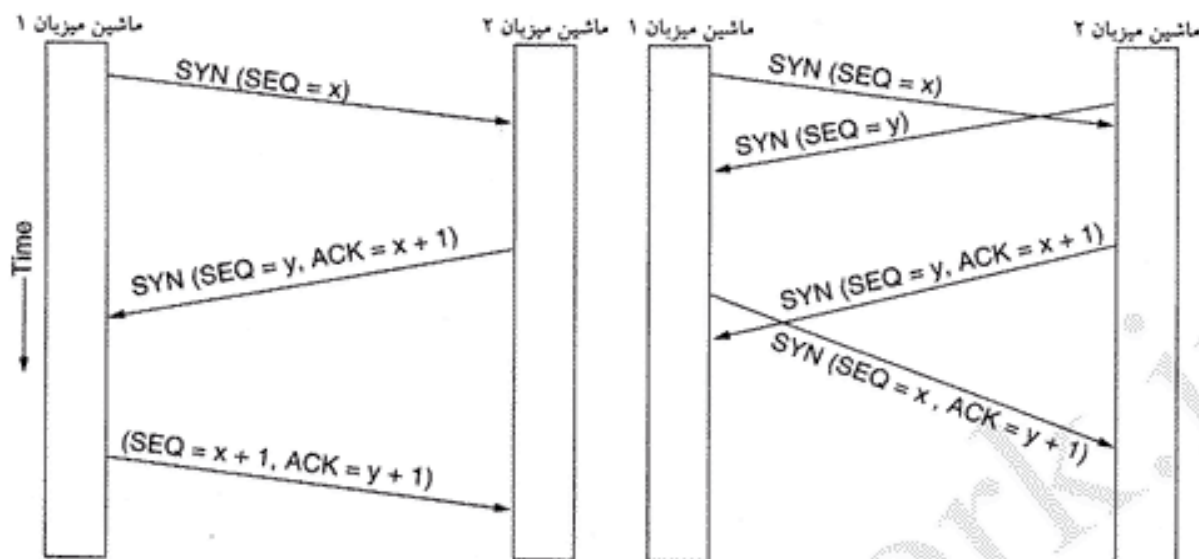 ماشین میزبان ۱
ماشین میزبان ۲
SYN (SEQ = x)
SYN (SEQ = y, ACK = x + 1)
(SEQ = x + 1, ACK = y + 1)
Time
ماشین میزبان ۱
ماشین میزبان ۲
SYN (SEQ = x)
SYN (SEQ = y)
SYN (SEQ = y, ACK = x + 1)
SYN (SEQ = x , ACK = y + 1)